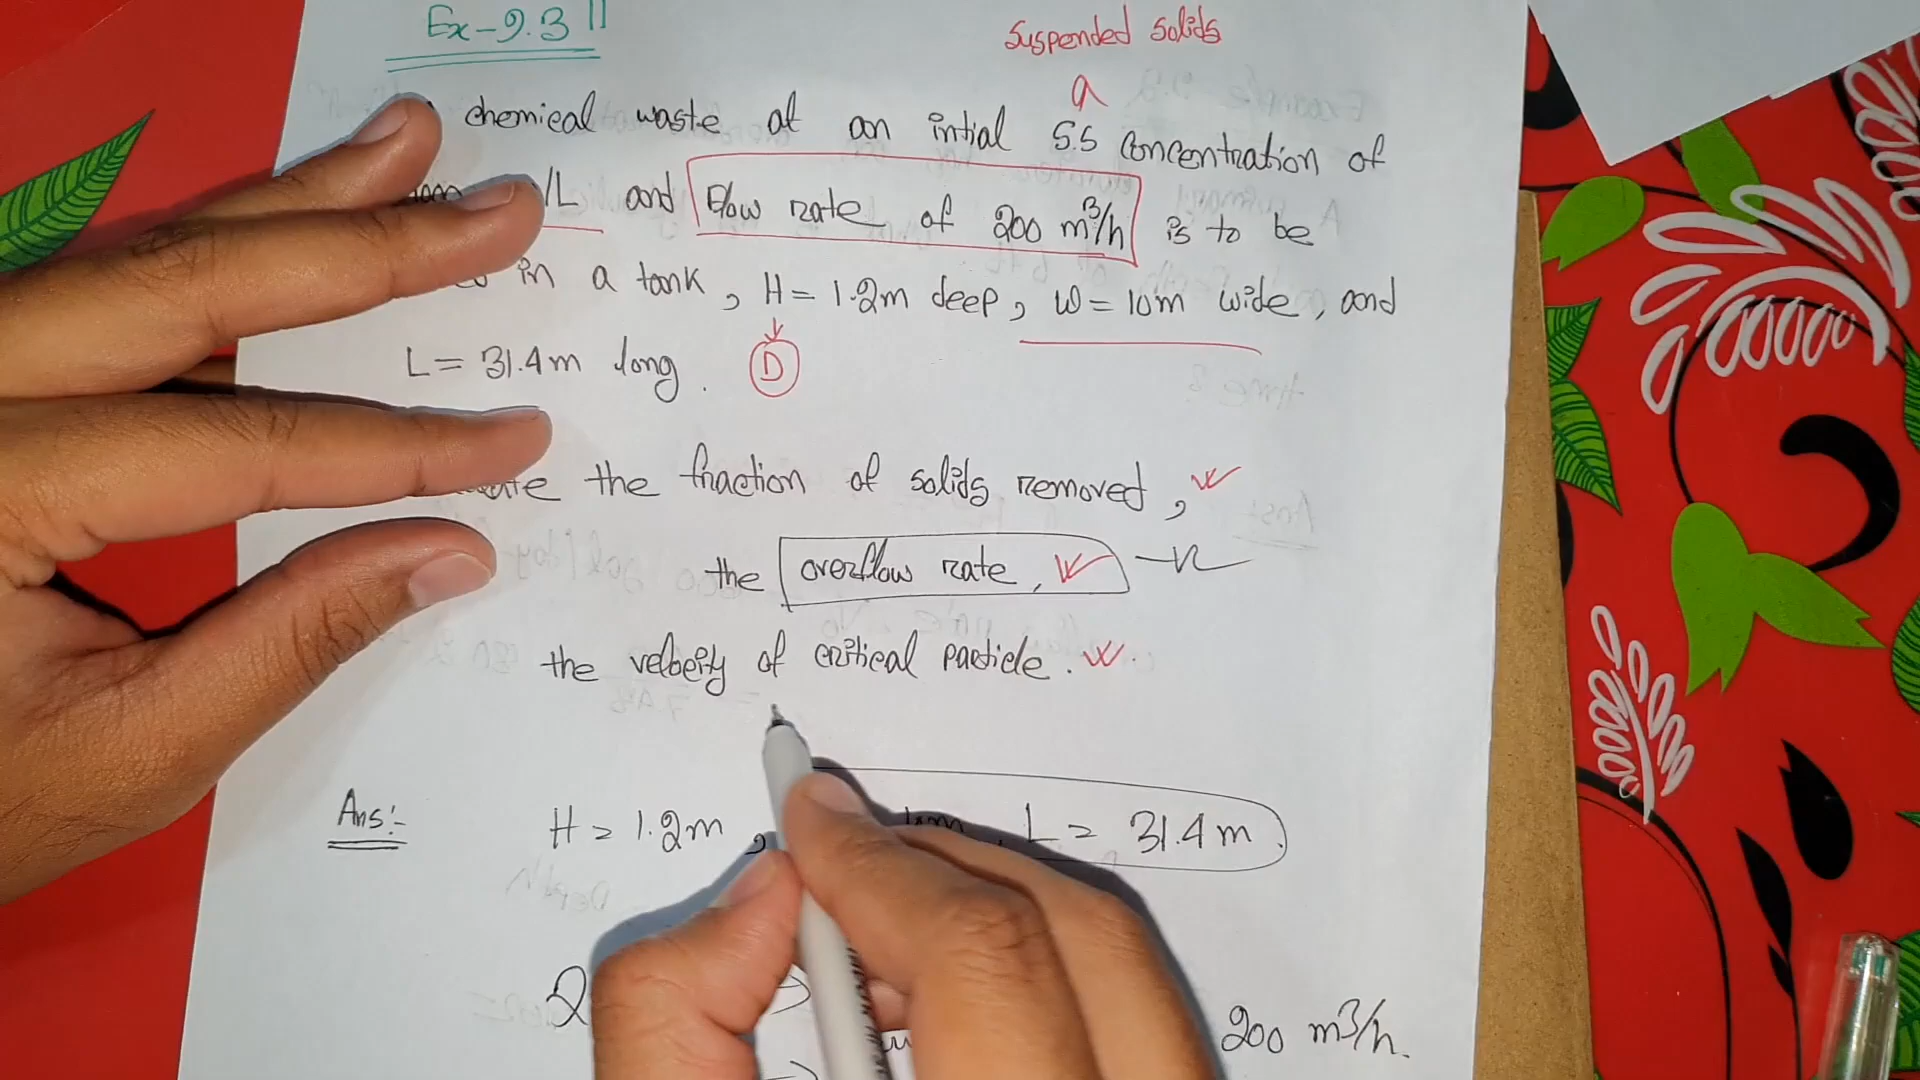 Ex-9.3
Suspended solids
a
chemical waste at an intial S.S concentration of
/L and Flow rate of 200 m³/h is to be
in a tank, H = 1.2m deep, W = 10m wide, and
L = 31.4m long. D
the fraction of solids removed,
the overflow rate,
the velocity of critical particle.
Ans:-
H = 1.2m, L = 31.4m.
Q
200 m³/h.